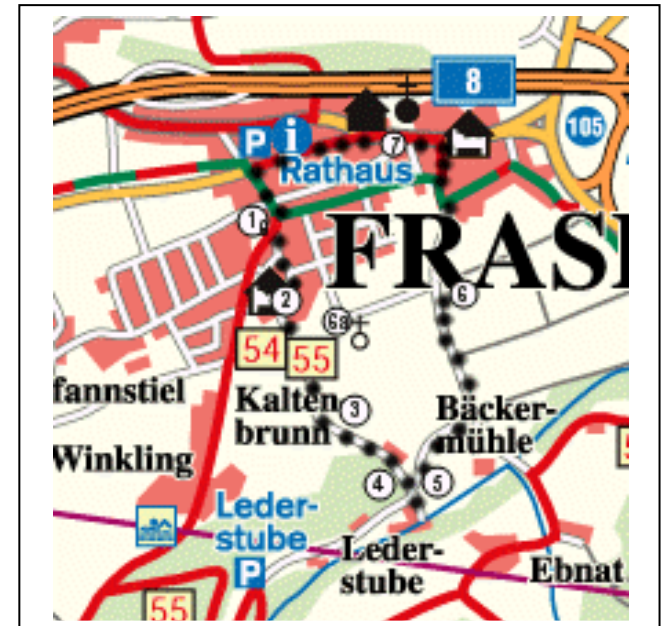 8
105
P i
7
Rathaus
1
FRAS
2
6
6a
54
55
fannstiel
Kalten
brunn
3
Bäcker-
mühle
Winkling
4
5
Leder-
stube
P
Leder-
stube
Ebnat
55